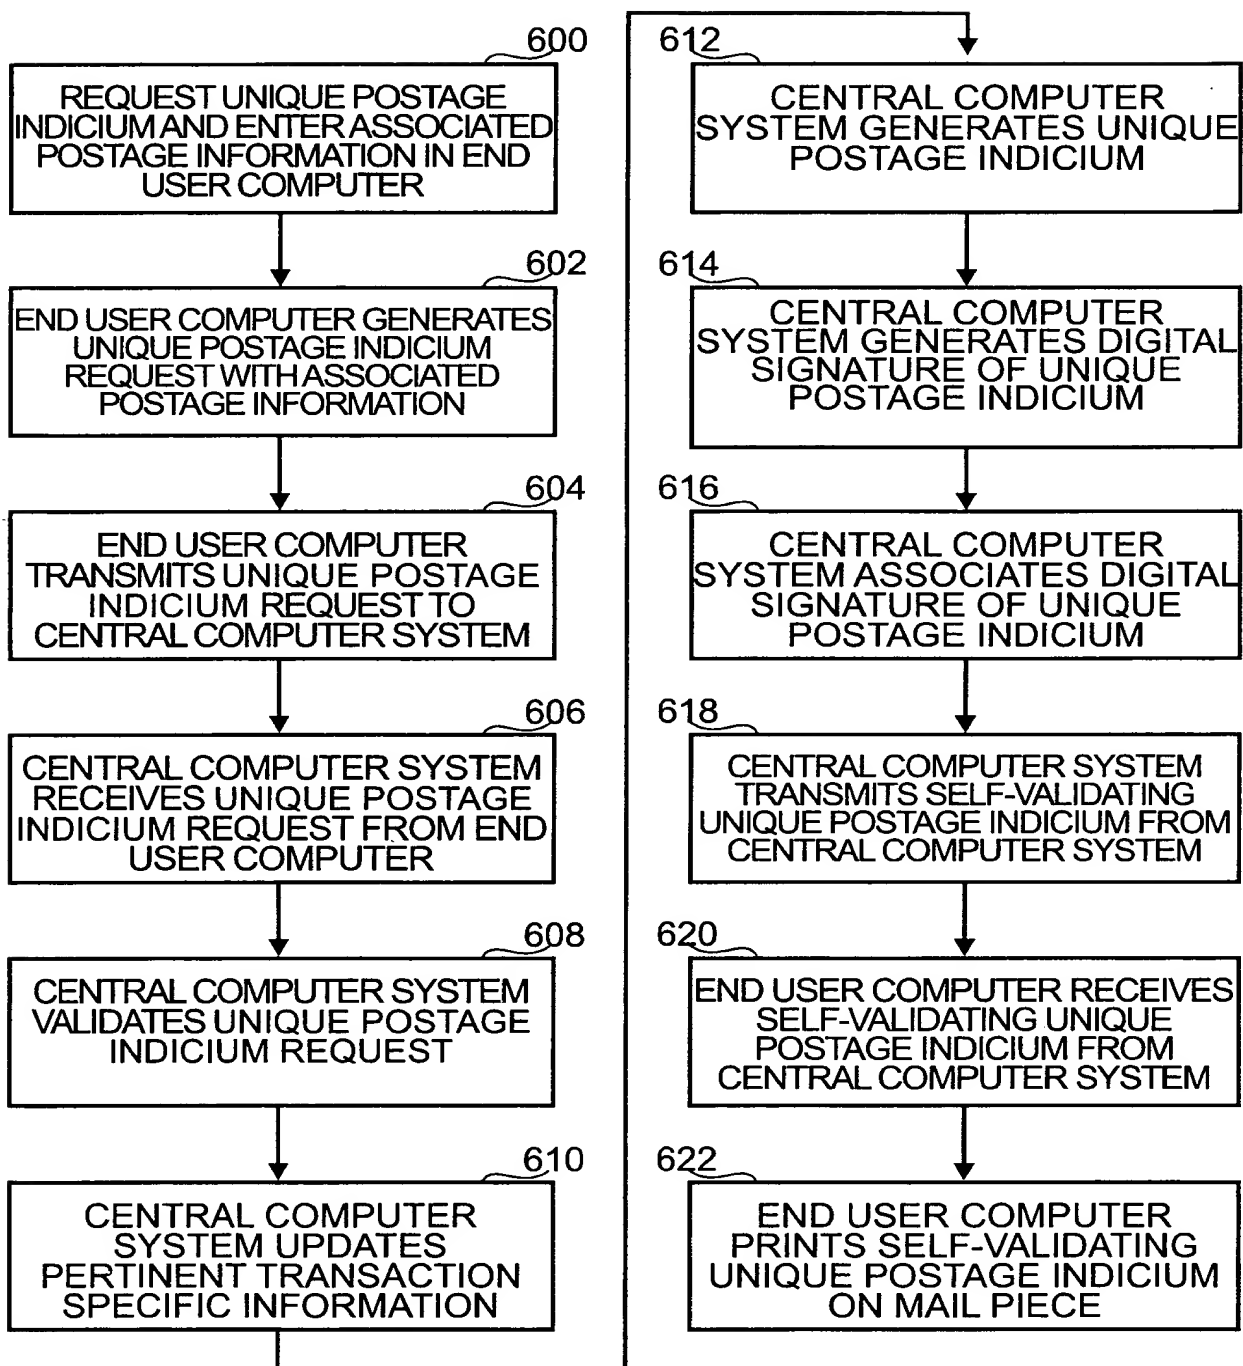 600
REQUEST UNIQUE POSTAGE
INDICIUM AND ENTER ASSOCIATED
POSTAGE INFORMATION IN END
USER COMPUTER
602
END USER COMPUTER GENERATES
UNIQUE POSTAGE INDICIUM
REQUEST WITH ASSOCIATED
POSTAGE INFORMATION
604
END USER COMPUTER
TRANSMITS UNIQUE POSTAGE
INDICIUM REQUEST TO
CENTRAL COMPUTER SYSTEM
606
CENTRAL COMPUTER SYSTEM
RECEIVES UNIQUE POSTAGE
INDICIUM REQUEST FROM END
USER COMPUTER
608
CENTRAL COMPUTER SYSTEM
VALIDATES UNIQUE POSTAGE
INDICIUM REQUEST
610
CENTRAL COMPUTER
SYSTEM UPDATES
PERTINENT TRANSACTION
SPECIFIC INFORMATION
612
CENTRAL COMPUTER
SYSTEM GENERATES UNIQUE
POSTAGE INDICIUM
614
CENTRAL COMPUTER
SYSTEM GENERATES DIGITAL
SIGNATURE OF UNIQUE
POSTAGE INDICIUM
616
CENTRAL COMPUTER
SYSTEM ASSOCIATES DIGITAL
SIGNATURE OF UNIQUE
POSTAGE INDICIUM
618
CENTRAL COMPUTER SYSTEM
TRANSMITS SELF-VALIDATING
UNIQUE POSTAGE INDICIUM FROM
CENTRAL COMPUTER SYSTEM
620
END USER COMPUTER RECEIVES
SELF-VALIDATING UNIQUE
POSTAGE INDICIUM FROM
CENTRAL COMPUTER SYSTEM
622
END USER COMPUTER
PRINTS SELF-VALIDATING
UNIQUE POSTAGE INDICIUM
ON MAIL PIECE